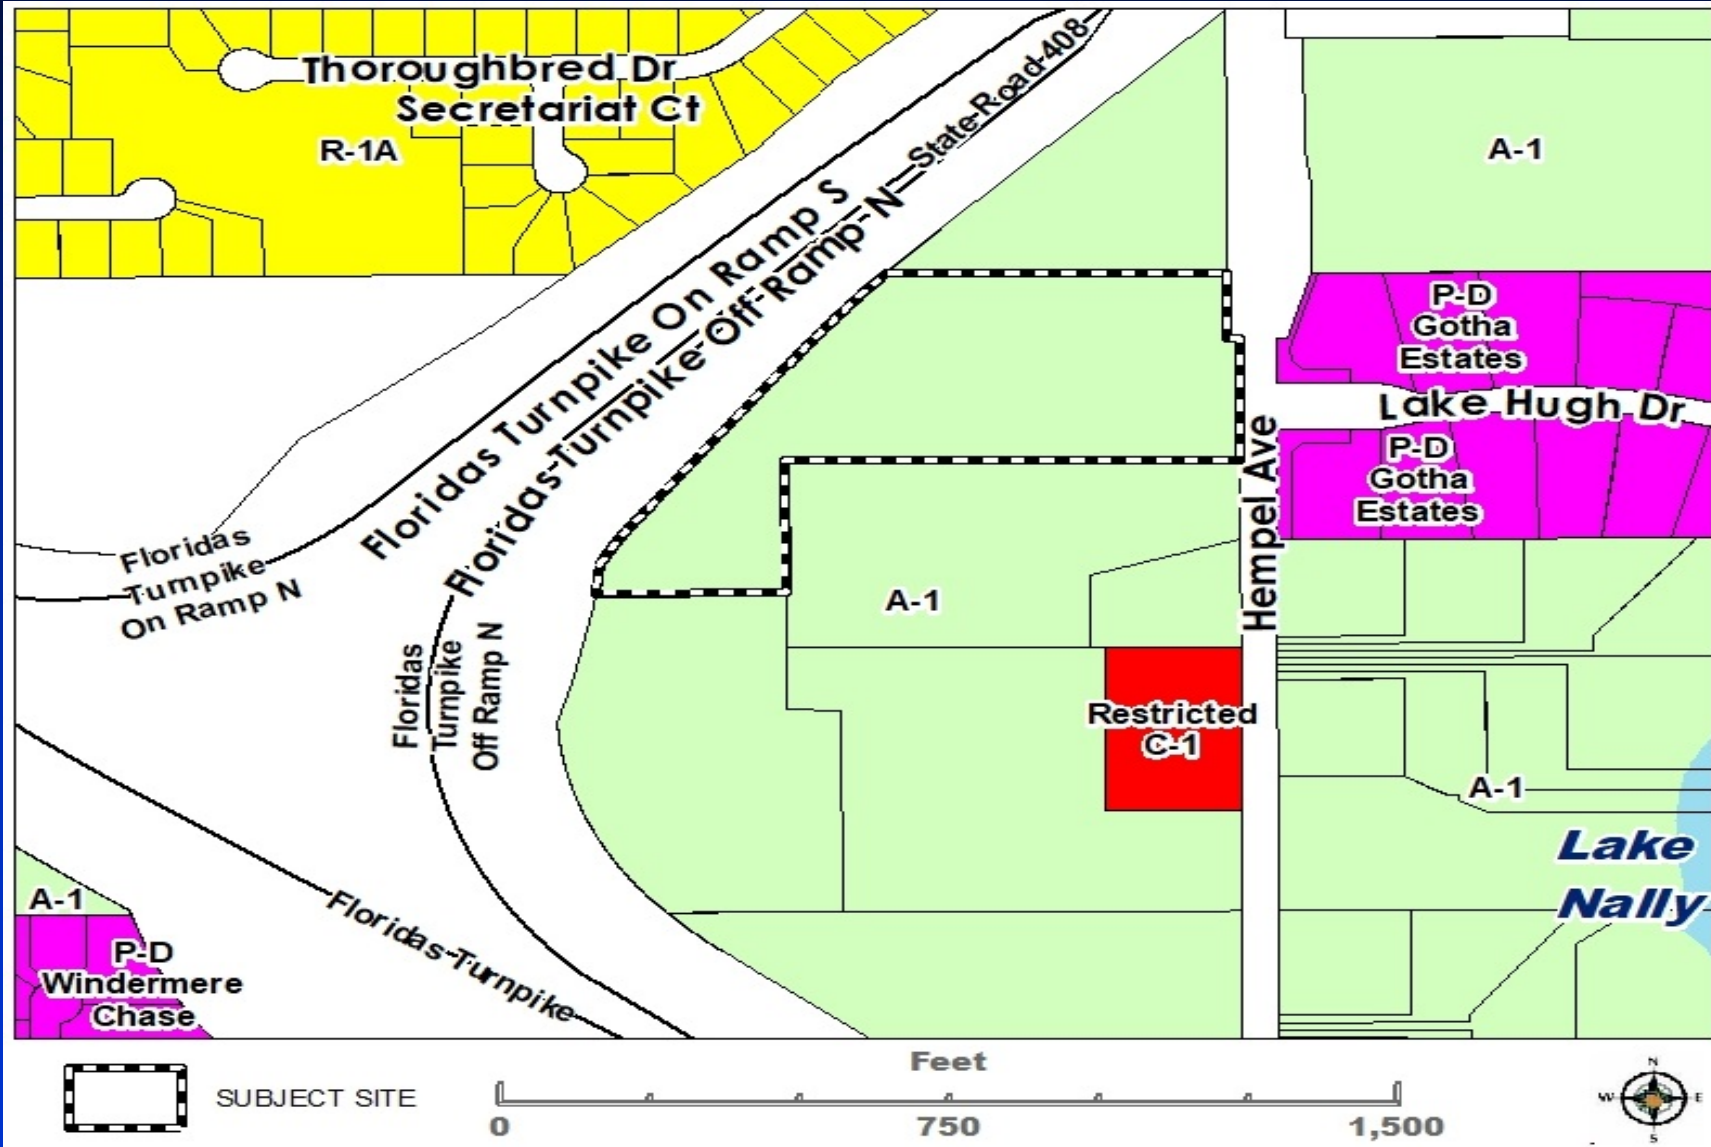 Thoroughbred Dr
Secretariat Ct
R-1A
State Road 408
A-1
Floridas Turnpike On Ramp S
Floridas Turnpike Off Ramp N
P-D
Gotha
Estates
Lake Hugh Dr
P-D
Gotha
Estates
Hempel Ave
Floridas
Turnpike
On Ramp N
A-1
Floridas
Turnpike
Off Ramp N
Restricted
C-1
A-1
Lake
Nally
A-1
Floridas Turnpike
P-D
Windermere
Chase
SUBJECT SITE
Feet
0 750 1,500
N
W E
S